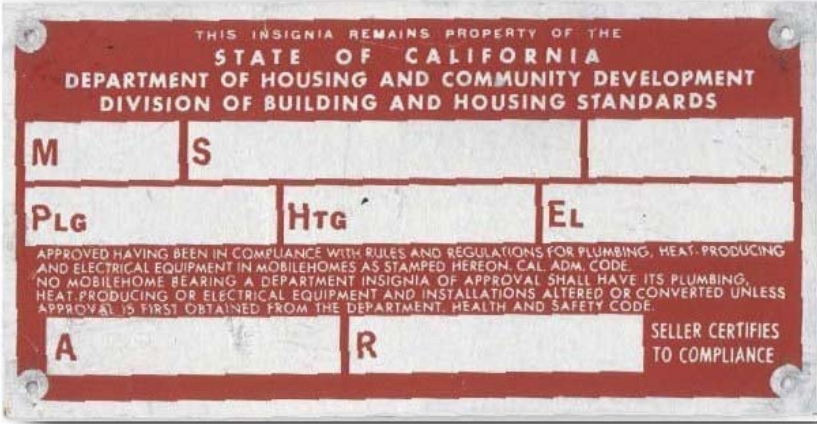 THIS INSIGNIA REMAINS PROPERTY OF THE
STATE OF CALIFORNIA
DEPARTMENT OF HOUSING AND COMMUNITY DEVELOPMENT
DIVISION OF BUILDING AND HOUSING STANDARDS
M S
PLG HTG EL
APPROVED HAVING BEEN IN COMPLIANCE WITH RULES AND REGULATIONS FOR PLUMBING, HEAT-PRODUCING
AND ELECTRICAL EQUIPMENT IN MOBILEHOMES AS STAMPED HEREON. CAL. ADM. CODE.
NO MOBILEHOME BEARING A DEPARTMENT INSIGNIA OF APPROVAL SHALL HAVE ITS PLUMBING,
HEAT-PRODUCING OR ELECTRICAL EQUIPMENT AND INSTALLATIONS ALTERED OR CONVERTED UNLESS
APPROVAL IS FIRST OBTAINED FROM THE DEPARTMENT. HEALTH AND SAFETY CODE.
A R SELLER CERTIFIES
TO COMPLIANCE